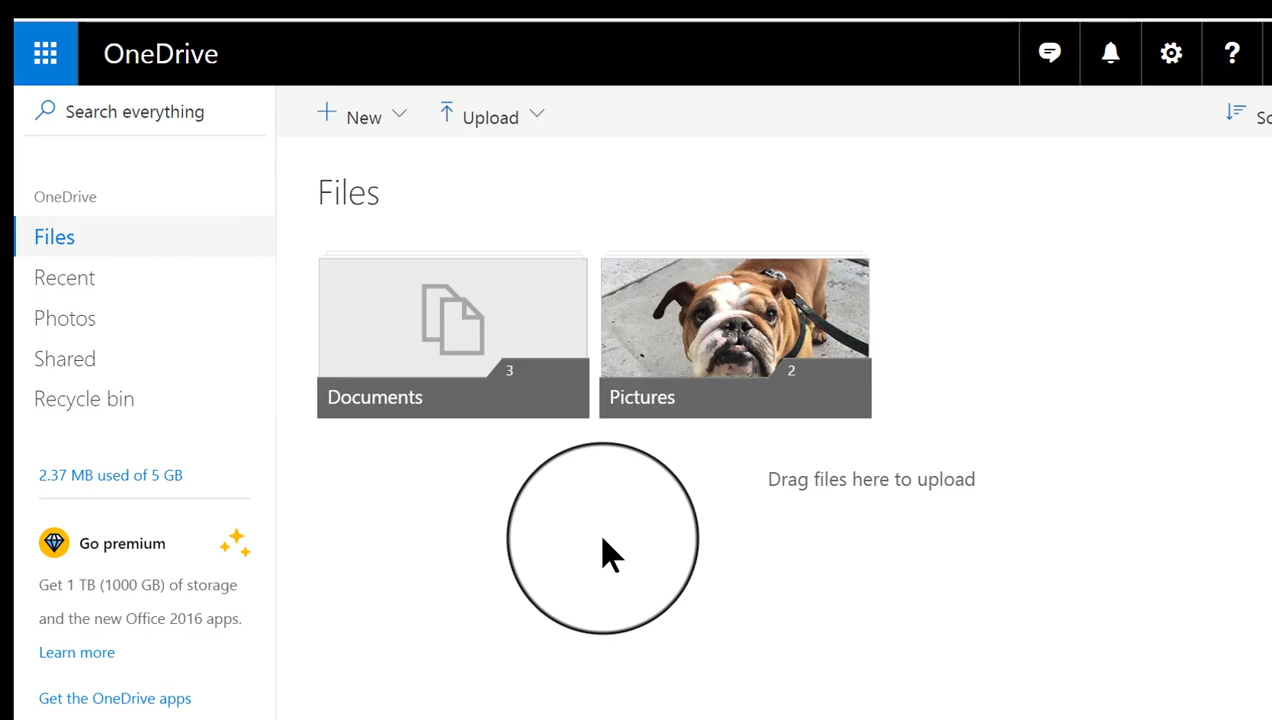 OneDrive
?
Search everything
New
Upload
OneDrive
Files
Recent
Photos
Shared
Recycle bin
2.37 MB used of 5 GB
Go premium
Get 1 TB (1000 GB) of storage
and the new Office 2016 apps.
Learn more
Get the OneDrive apps
Files
3
Documents
2
Pictures
Drag files here to upload